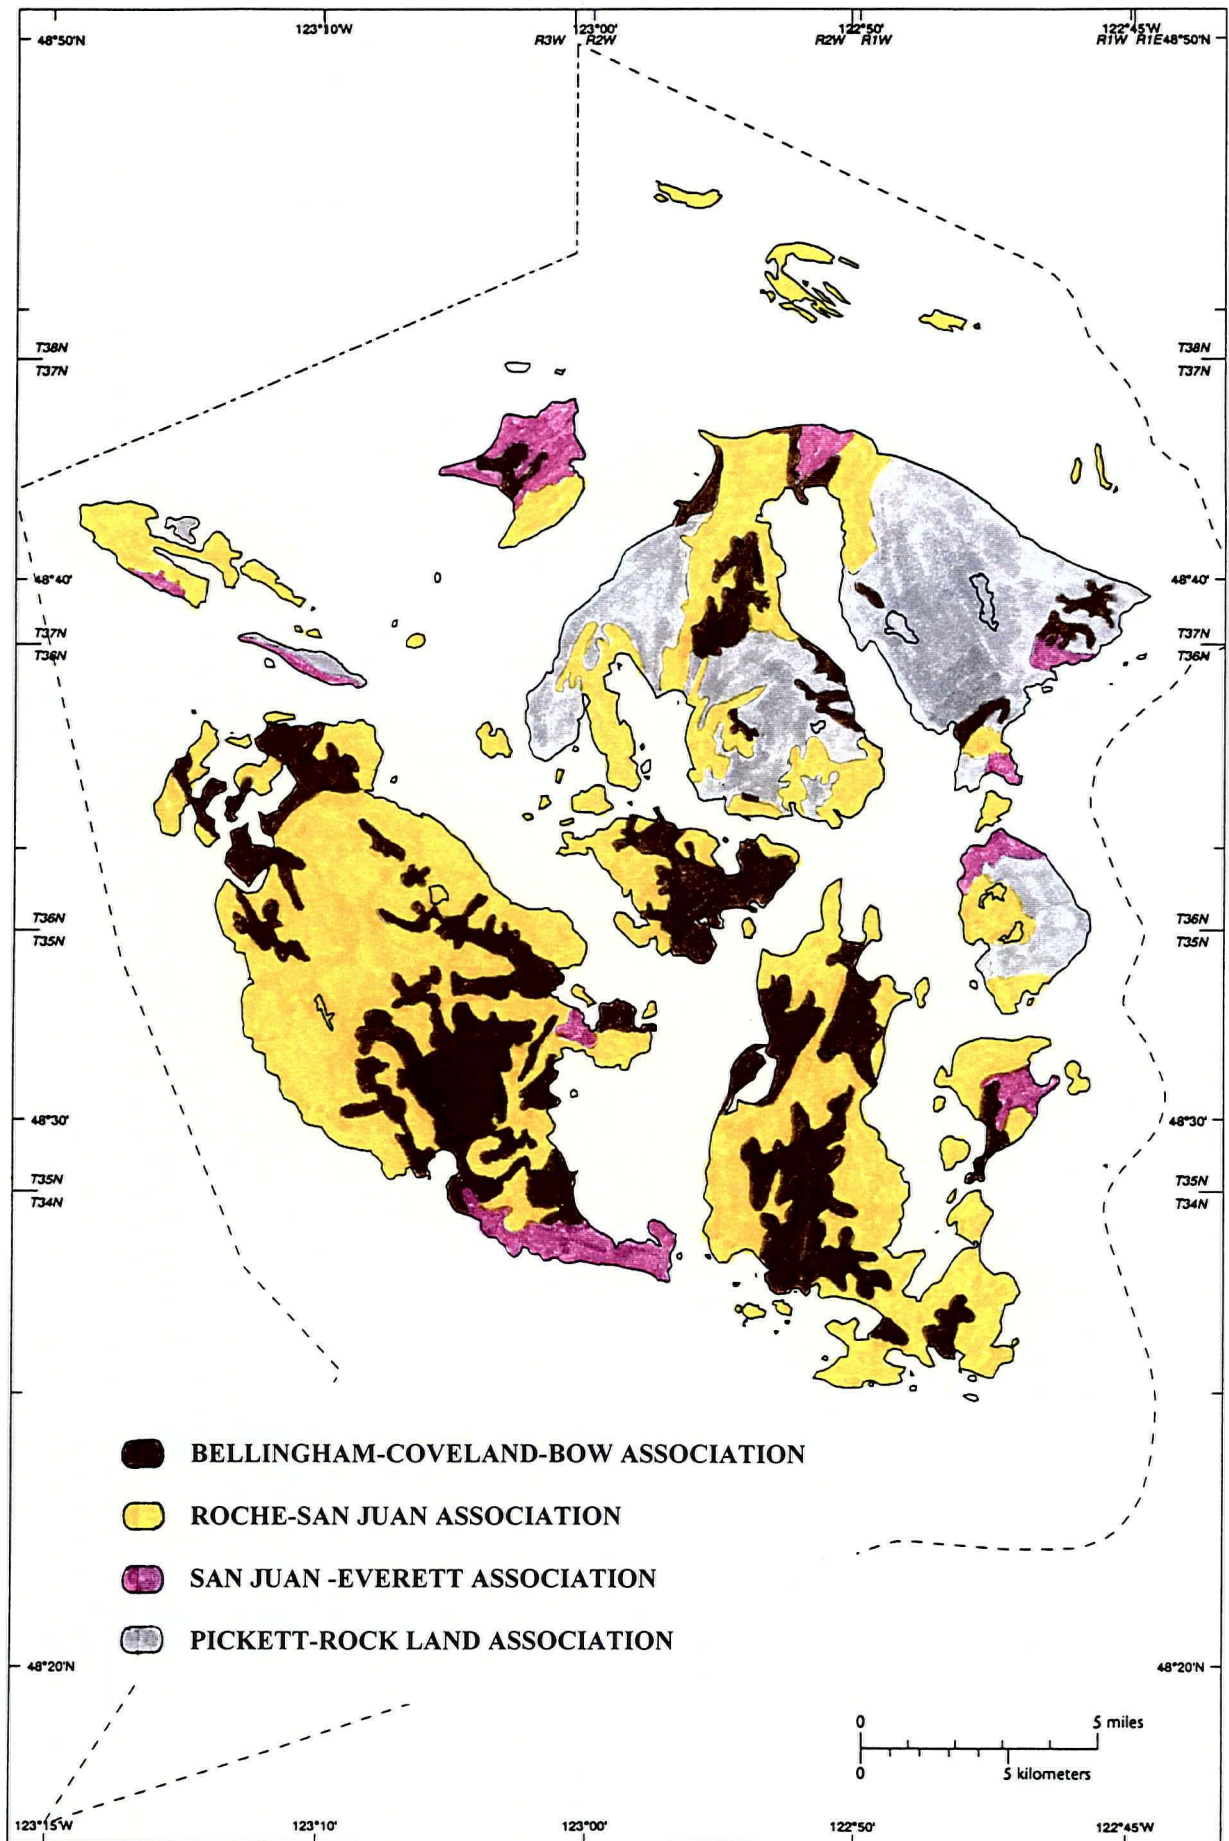 123°10'W 123°00' 122°50' 122°45'W
48°50'N R3W R2W R2W R1W R1W R1E 48°50'N
T38N T38N
T37N T37N
48°40' 48°40'
T37N T37N
T36N T36N
T36N T36N
T35N T35N
48°30' 48°30'
T35N T35N
T34N T34N
BELLINGHAM-COVELAND-BOW ASSOCIATION
ROCHE-SAN JUAN ASSOCIATION
SAN JUAN -EVERETT ASSOCIATION
PICKETT-ROCK LAND ASSOCIATION
48°20'N 48°20'N
0 5 miles
0 5 kilometers
123°15'W 123°10' 123°00' 122°50' 122°45'W